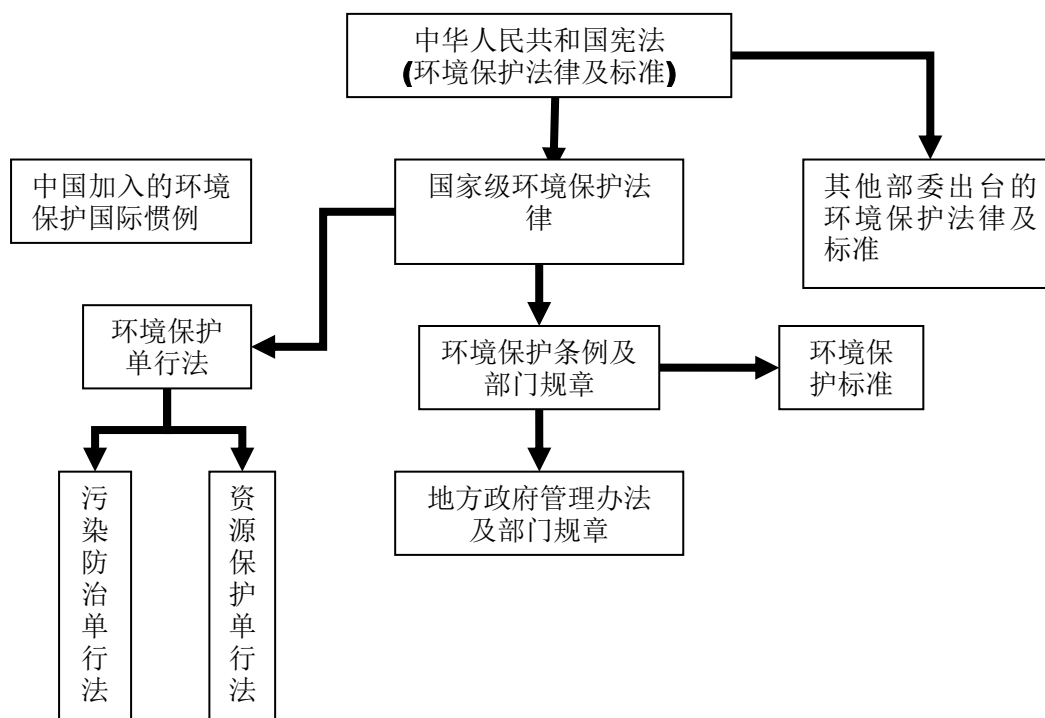 中华人民共和国宪法
(环境保护法律及标准)
中国加入的环境
保护国际惯例
国家级环境保护法
律
其他部委出台的
环境保护法律及
标准
环境保护
单行法
环境保护条例及
部门规章
环境保
护标准
污染防治单行法
资源保护单行法
地方政府管理办法
及部门规章